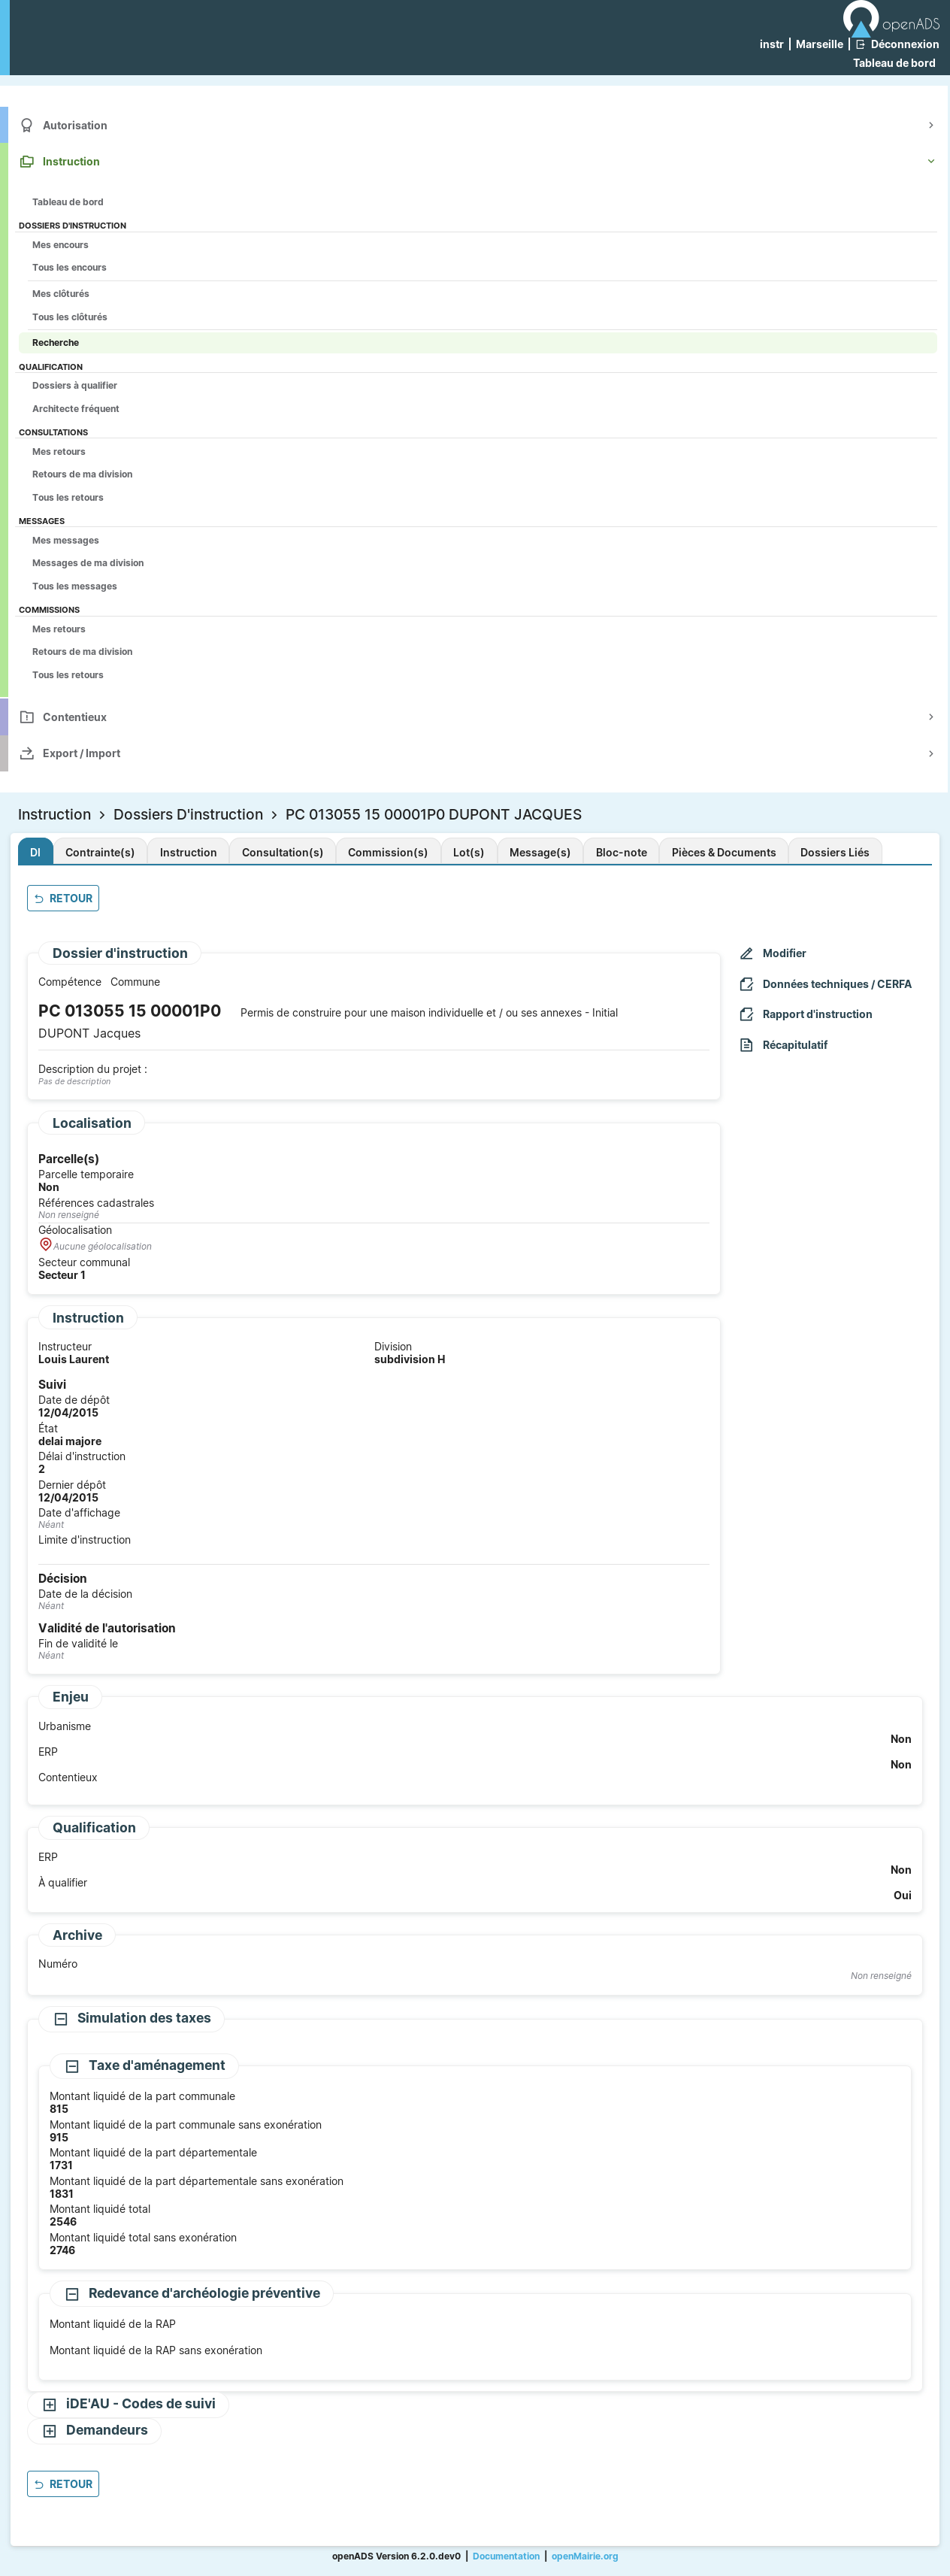 openADS
instr | Marseille | Déconnexion
Tableau de bord
Autorisation
Instruction
Tableau de bord
DOSSIERS D'INSTRUCTION
Mes encours
Tous les encours
Mes clôturés
Tous les clôturés
Recherche
QUALIFICATION
Dossiers à qualifier
Architecte fréquent
CONSULTATIONS
Mes retours
Retours de ma division
Tous les retours
MESSAGES
Mes messages
Messages de ma division
Tous les messages
COMMISSIONS
Mes retours
Retours de ma division
Tous les retours
Contentieux
Export / Import
Instruction > Dossiers D'instruction > PC 013055 15 00001P0 DUPONT JACQUES
DI Contrainte(s) Instruction Consultation(s) Commission(s) Lot(s) Message(s) Bloc-note Pièces & Documents Dossiers Liés
RETOUR
Dossier d'instruction
Compétence Commune
PC 013055 15 00001P0 Permis de construire pour une maison individuelle et / ou ses annexes - Initial
DUPONT Jacques
Description du projet :
Pas de description
Modifier
Données techniques / CERFA
Rapport d'instruction
Récapitulatif
Localisation
Parcelle(s)
Parcelle temporaire
Non
Références cadastrales
Non renseigné
Géolocalisation
Aucune géolocalisation
Secteur communal
Secteur 1
Instruction
Instructeur Division
Louis Laurent subdivision H
Suivi
Date de dépôt
12/04/2015
État
delai majore
Délai d'instruction
2
Dernier dépôt
12/04/2015
Date d'affichage
Néant
Limite d'instruction
Décision
Date de la décision
Néant
Validité de l'autorisation
Fin de validité le
Néant
Enjeu
Urbanisme
Non
ERP
Non
Contentieux
Qualification
ERP
Non
À qualifier
Oui
Archive
Numéro
Non renseigné
Simulation des taxes
Taxe d'aménagement
Montant liquidé de la part communale
815
Montant liquidé de la part communale sans exonération
915
Montant liquidé de la part départementale
1731
Montant liquidé de la part départementale sans exonération
1831
Montant liquidé total
2546
Montant liquidé total sans exonération
2746
Redevance d'archéologie préventive
Montant liquidé de la RAP
Montant liquidé de la RAP sans exonération
iDE'AU - Codes de suivi
Demandeurs
RETOUR
openADS Version 6.2.0.dev0 | Documentation | openMairie.org